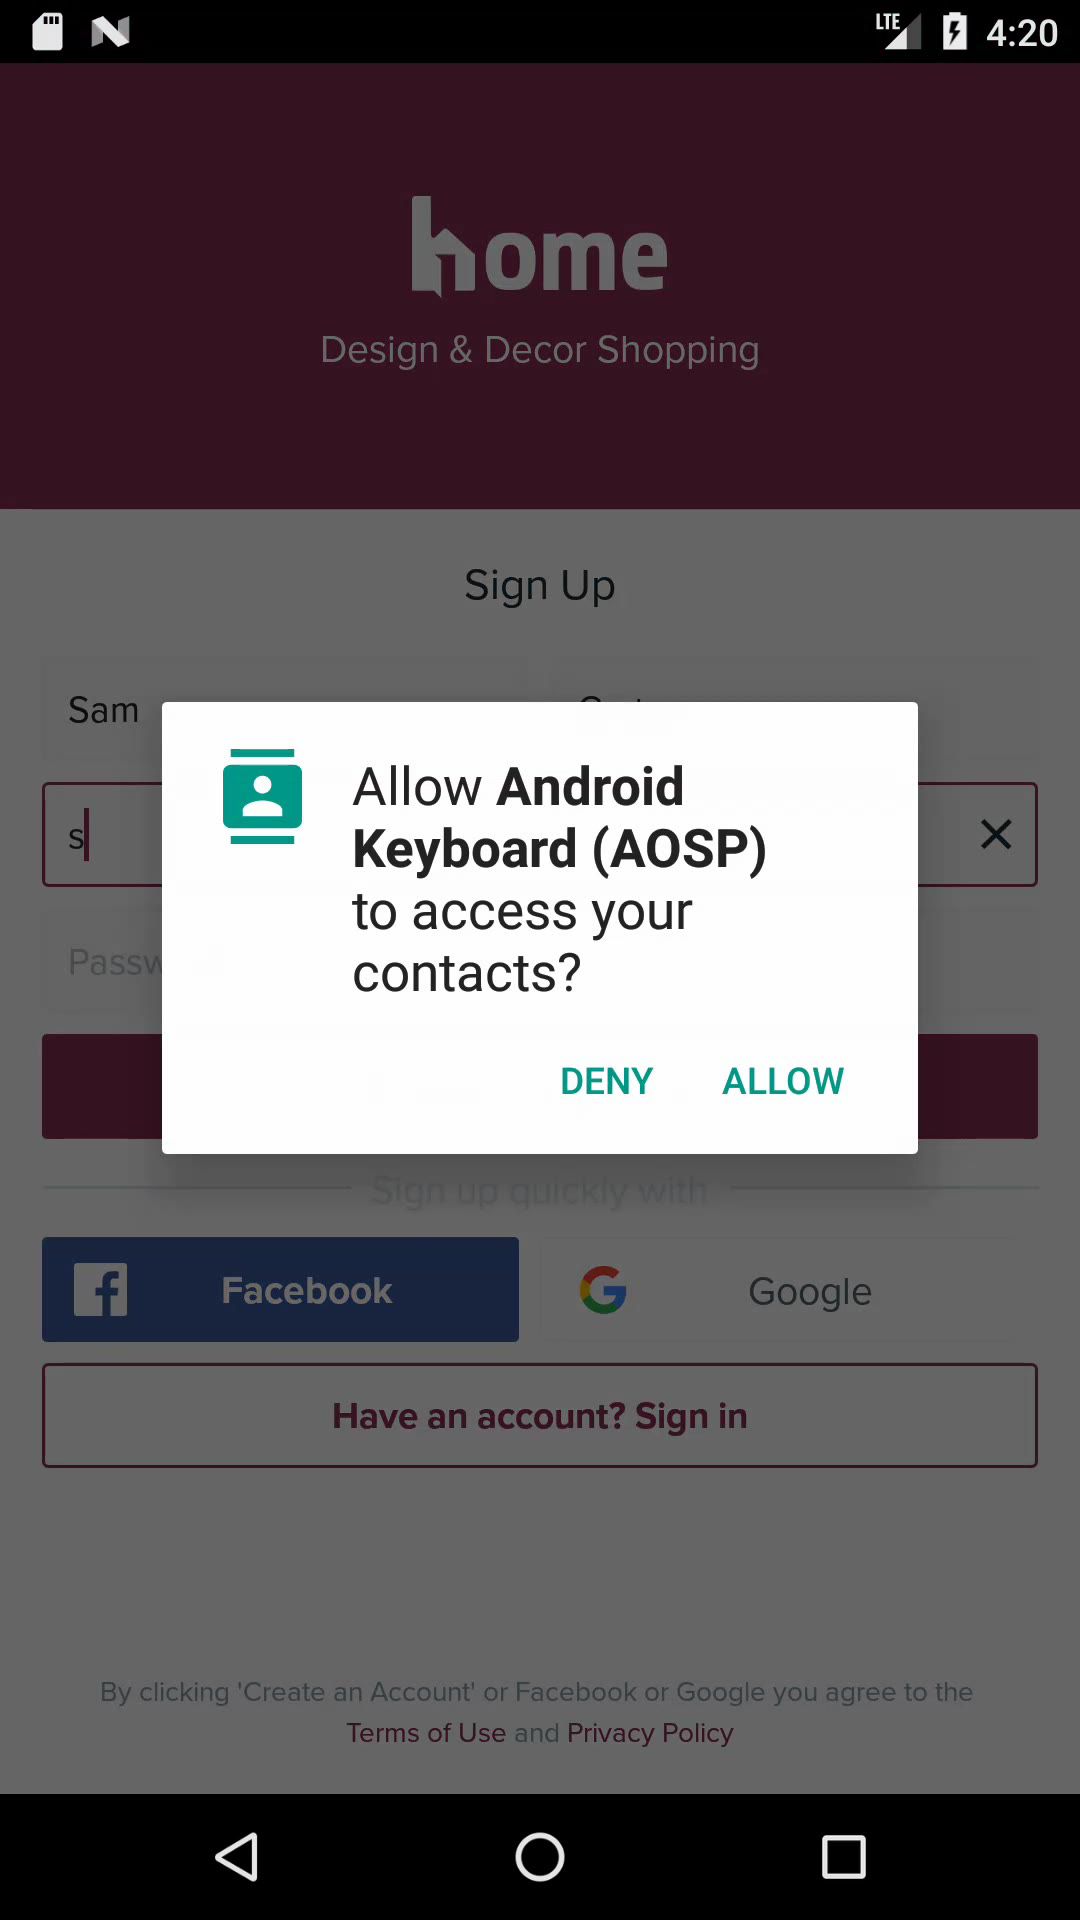 LTE 4:20
home
Design & Decor Shopping
Sign Up
Sam
Allow Android
Keyboard (AOSP)
to access your
contacts?
s
Passw
DENY ALLOW
Sign up quickly with
Facebook
Google
Have an account? Sign in
By clicking 'Create an Account' or Facebook or Google you agree to the
Terms of Use and Privacy Policy